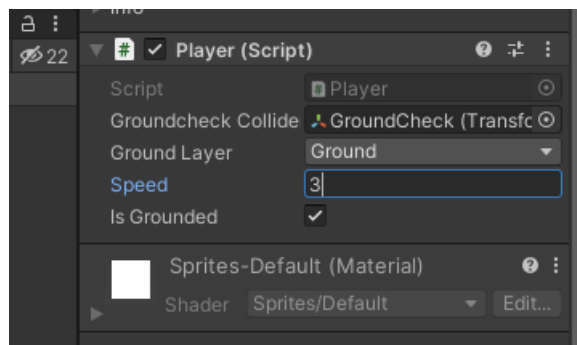 22
# Player (Script)
Script Player
Groundcheck Collide GroundCheck (Transfc
Ground Layer Ground
Speed 3
Is Grounded
Sprites-Default (Material)
Shader Sprites/Default Edit...